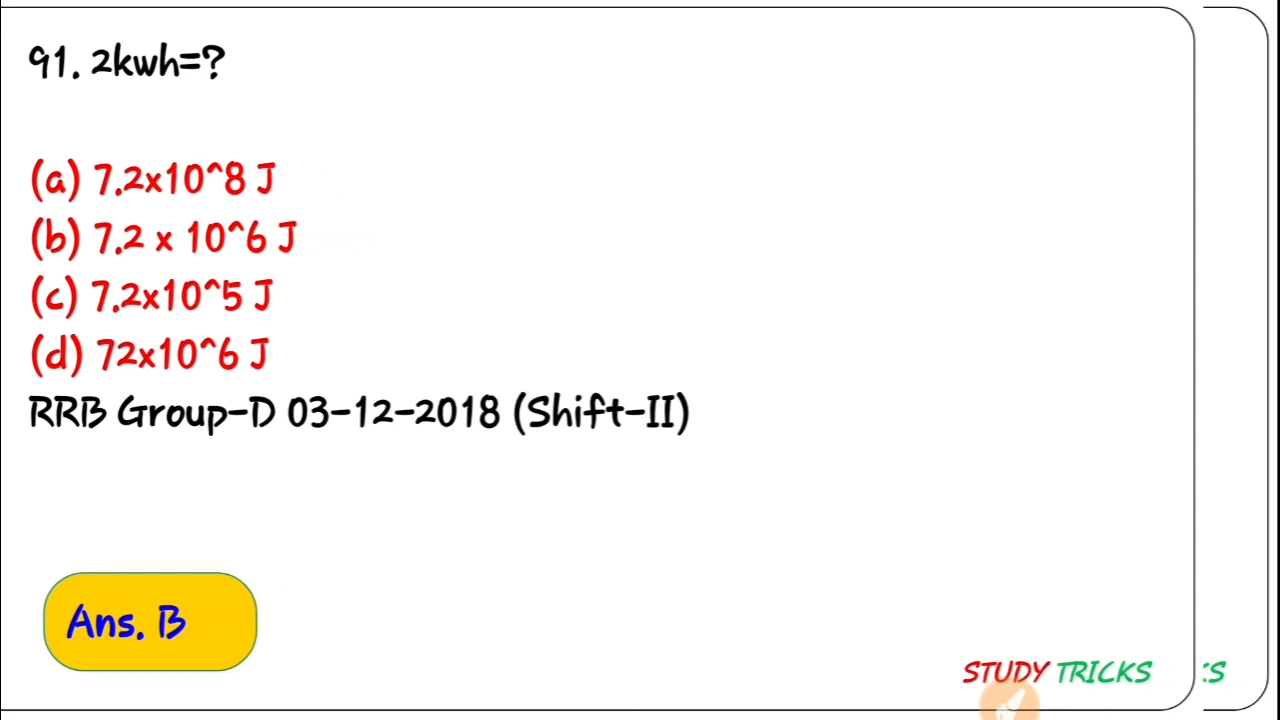 91. 2kwh=?
(a) 7.2x10^8 J
(b) 7.2 x 10^6 J
(c) 7.2x10^5 J
(d) 72x10^6 J
RRB Group-D 03-12-2018 (Shift-II)
Ans. B
STUDY TRICKS
KS